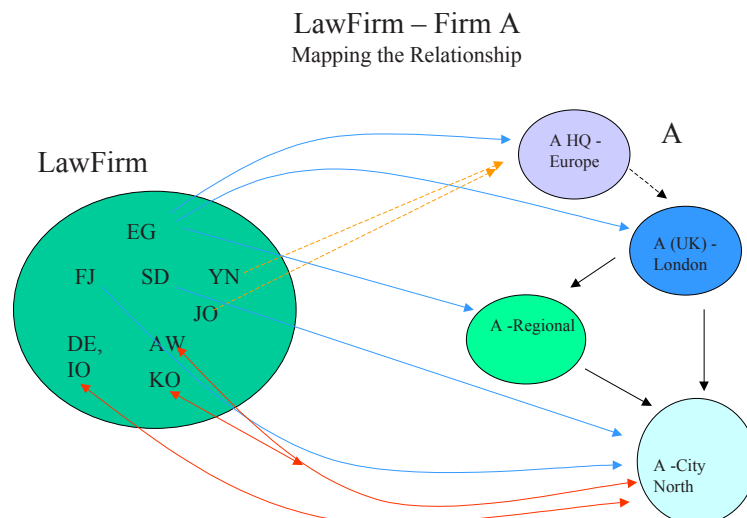 LawFirm – Firm A
Mapping the Relationship
A HQ -
Europe
A
LawFirm
EG
A (UK) -
London
FJ
SD
YN
JO
A -Regional
DE,
IO
AW
KO
A -City
North